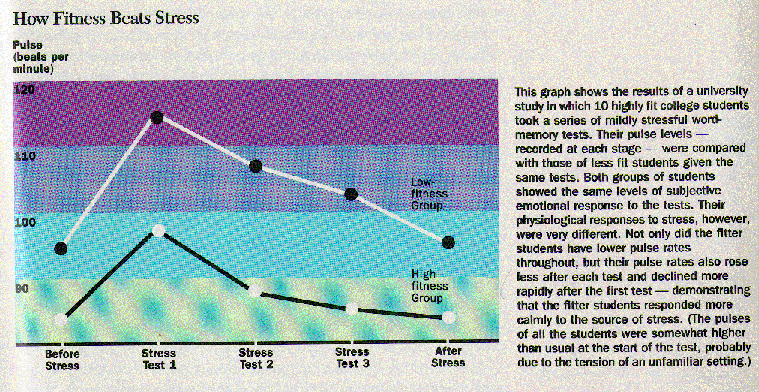 How Fitness Beats Stress
Pulse
(beats per
minute)
120
110
100
90
Low-
fitness
Group
High
fitness
Group
Before
Stress
Stress
Test 1
Stress
Test 2
Stress
Test 3
After
Stress
This graph shows the results of a university
study in which 10 highly fit college students
took a series of mildly stressful word-
memory tests. Their pulse levels —
recorded at each stage — were compared
with those of less fit students given the
same tests. Both groups of students
showed the same levels of subjective
emotional response to the tests. Their
physiological responses to stress, however,
were very different. Not only did the fitter
students have lower pulse rates
throughout, but their pulse rates also rose
less after each test and declined more
rapidly after the first test — demonstrating
that the fitter students responded more
calmly to the source of stress. (The pulses
of all the students were somewhat higher
than usual at the start of the test, probably
due to the tension of an unfamiliar setting.)